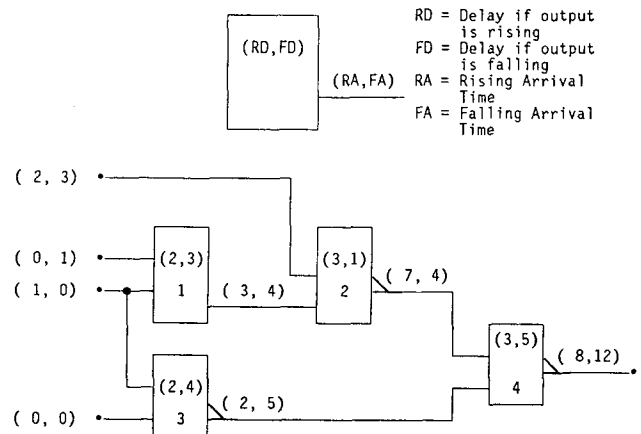 (RD,FD)
(RA,FA)
RD = Delay if output
is rising
FD = Delay if output
is falling
RA = Rising Arrival
Time
FA = Falling Arrival
Time
( 2, 3)
( 0, 1)
( 1, 0)
( 0, 0)
(2,3)
1
( 3, 4)
(3,1)
2
( 7, 4)
(2,4)
3
( 2, 5)
(3,5)
4
( 8,12)